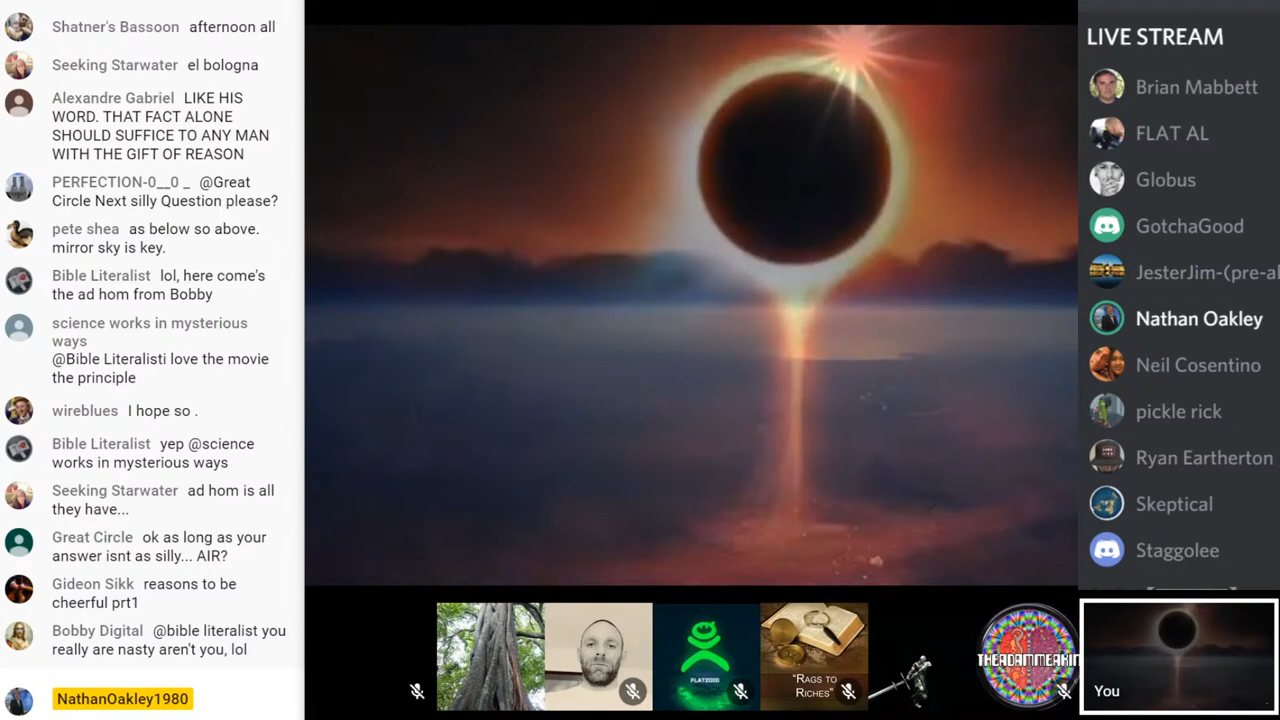 Shatner's Bassoon afternoon all
Seeking Starwater el bologna
Alexandre Gabriel LIKE HIS
WORD. THAT FACT ALONE
SHOULD SUFFICE TO ANY MAN
WITH THE GIFT OF REASON
PERFECTION-0__0 _ @Great
Circle Next silly Question please?
pete shea as below so above.
mirror sky is key.
Bible Literalist lol, here come's
the ad hom from Bobby
science works in mysterious
ways
@Bible Literalisti love the movie
the principle
wireblues I hope so .
Bible Literalist yep @science
works in mysterious ways
Seeking Starwater ad hom is all
they have...
Great Circle ok as long as your
answer isnt as silly... AIR?
Gideon Sikk reasons to be
cheerful prt1
Bobby Digital @bible literalist you
really are nasty aren't you, lol
NathanOakley1980
FLATZOID
"RAGS TO
RICHES"
THEADAMMEAKIN
LIVE STREAM
Brian Mabbett
FLAT AL
Globus
GotchaGood
JesterJim-(pre-al
Nathan Oakley
Neil Cosentino
pickle rick
Ryan Eartherton
Skeptical
Staggolee
You